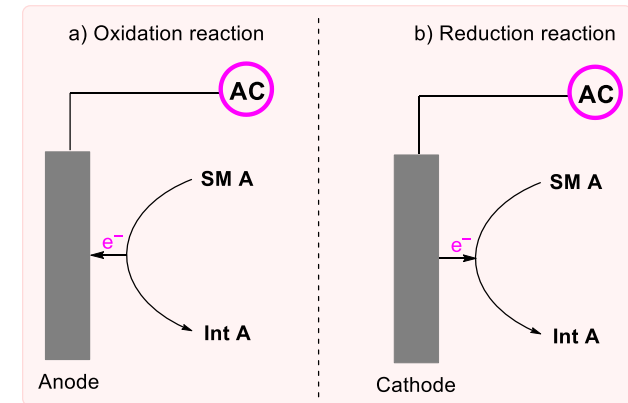 a) Oxidation reaction
AC
SM A
e−
Int A
Anode
b) Reduction reaction
AC
SM A
e−
Int A
Cathode